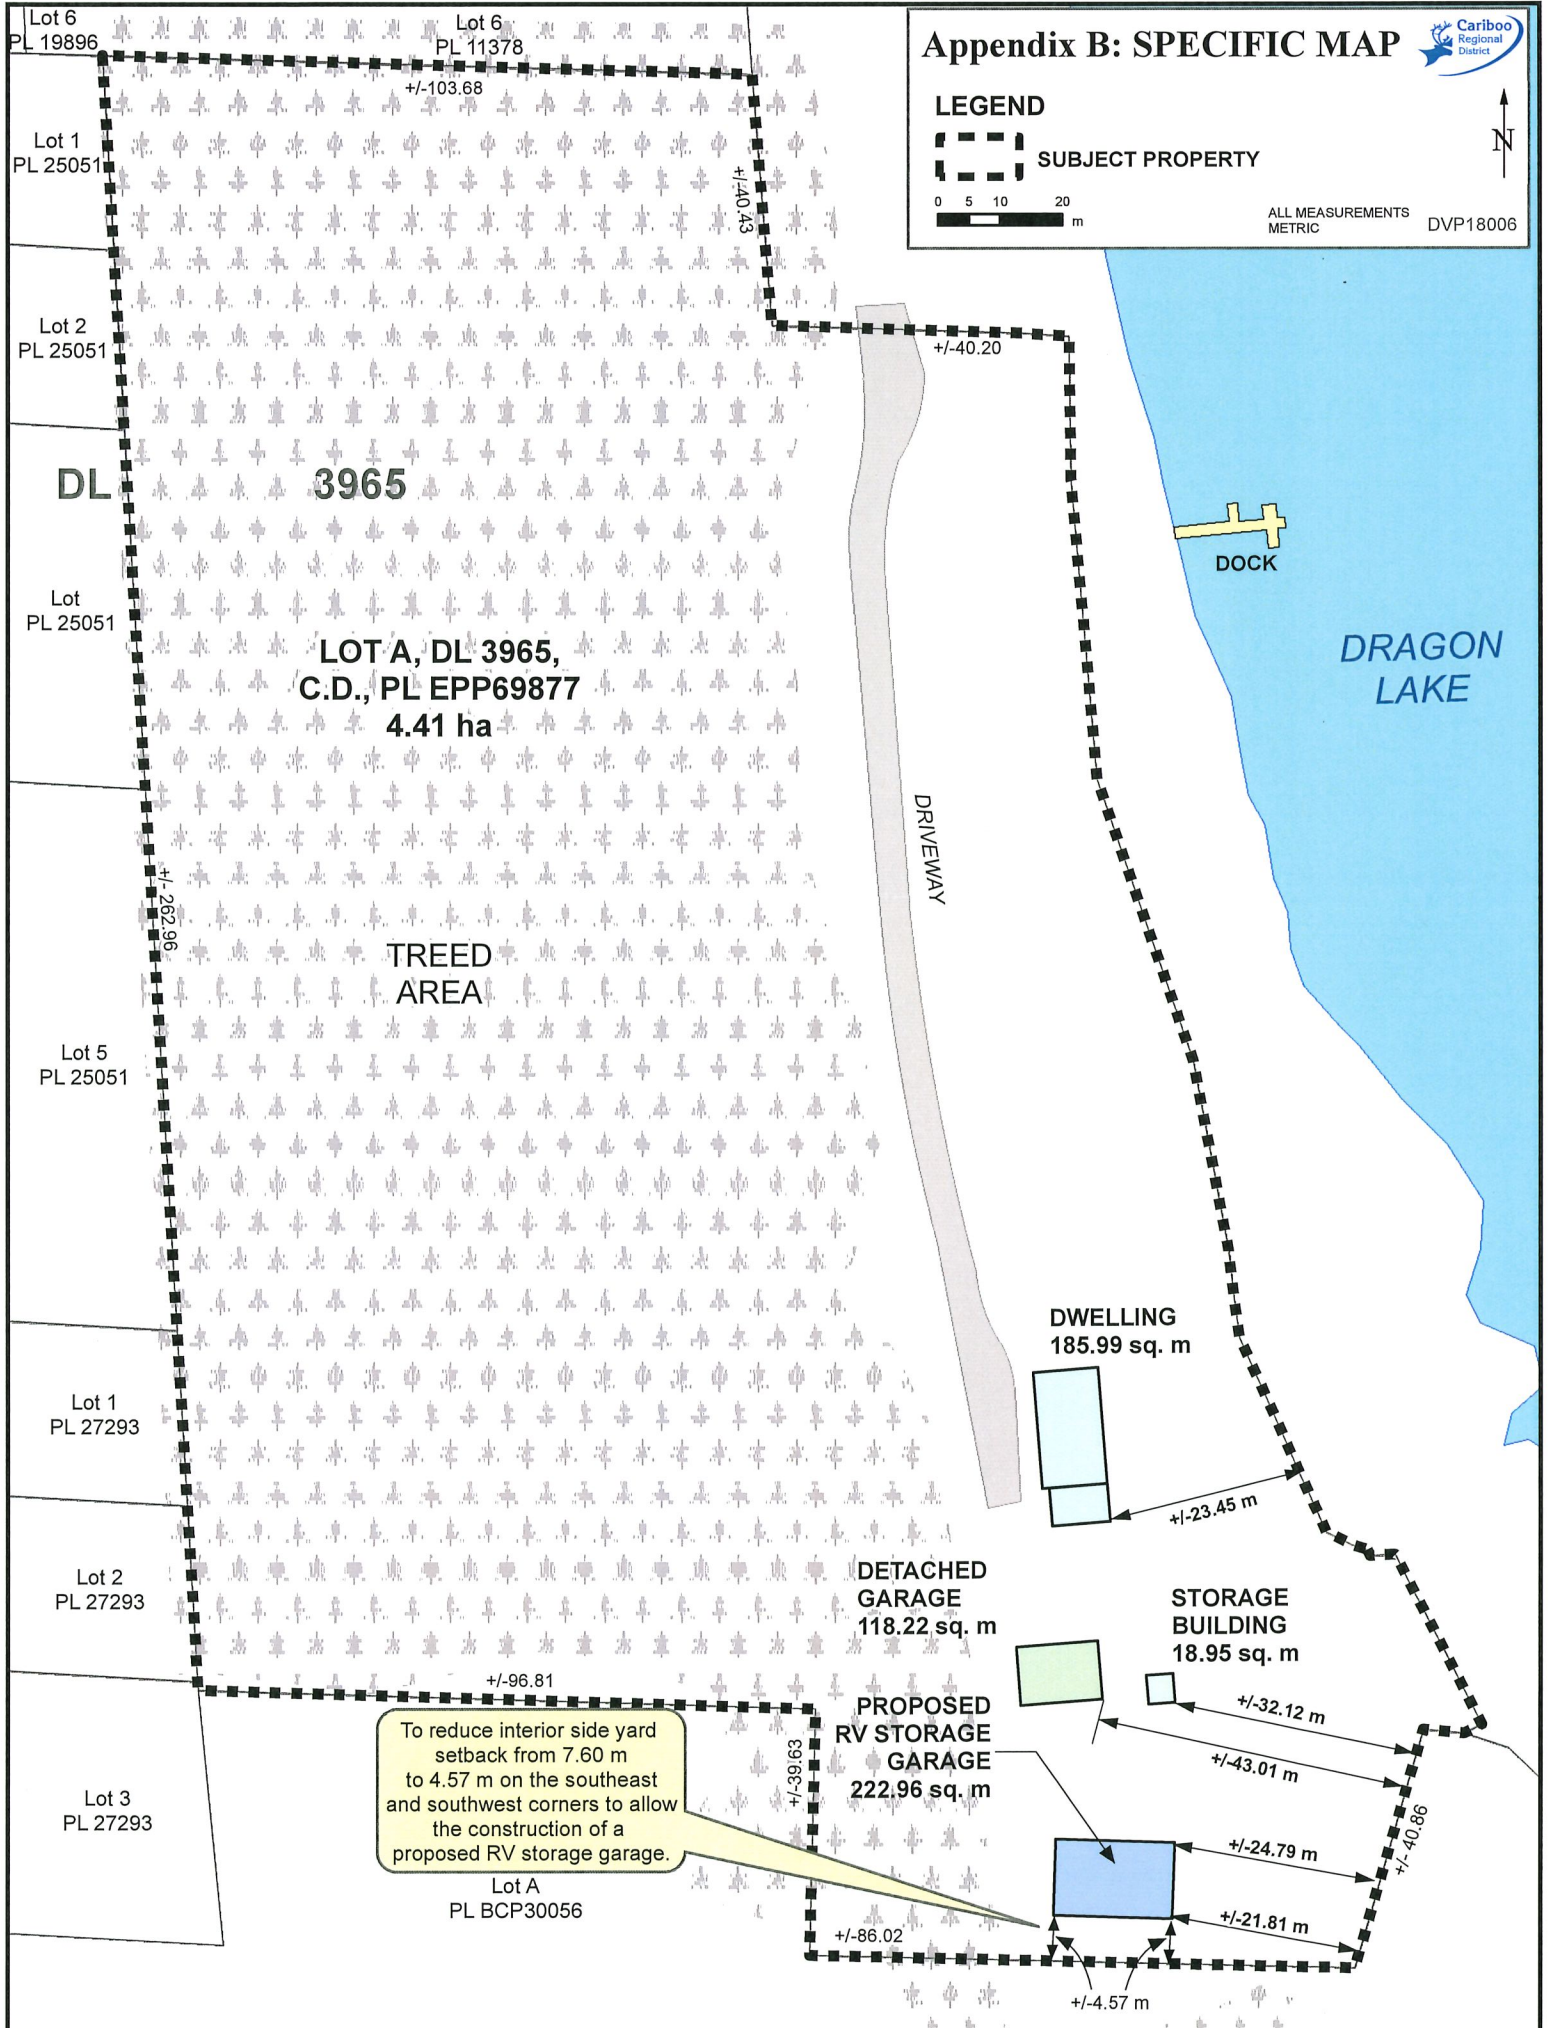 Lot 6
PL 19896
Lot 6
PL 11378
+/-103.68
Appendix B: SPECIFIC MAP
Cariboo
Regional
District
LEGEND
SUBJECT PROPERTY
N
0 5 10 20
m
ALL MEASUREMENTS
METRIC
DVP18006
Lot 1
PL 25051
+/-40.43
Lot 2
PL 25051
+/-40.20
DL 3965
DOCK
Lot
PL 25051
LOT A, DL 3965,
C.D., PL EPP69877
4.41 ha
DRAGON
LAKE
DRIVEWAY
+/- 262.96
TREED
AREA
Lot 5
PL 25051
DWELLING
185.99 sq. m
Lot 1
PL 27293
+/-23.45 m
Lot 2
PL 27293
DETACHED
GARAGE
118.22 sq. m
STORAGE
BUILDING
18.95 sq. m
+/-96.81
+/-32.12 m
PROPOSED
RV STORAGE
GARAGE
222.96 sq. m
+/-43.01 m
To reduce interior side yard
setback from 7.60 m
to 4.57 m on the southeast
and southwest corners to allow
the construction of a
proposed RV storage garage.
+/-39.63
Lot 3
PL 27293
+/- 40.86
+/-24.79 m
Lot A
PL BCP30056
+/-21.81 m
+/-86.02
+/-4.57 m